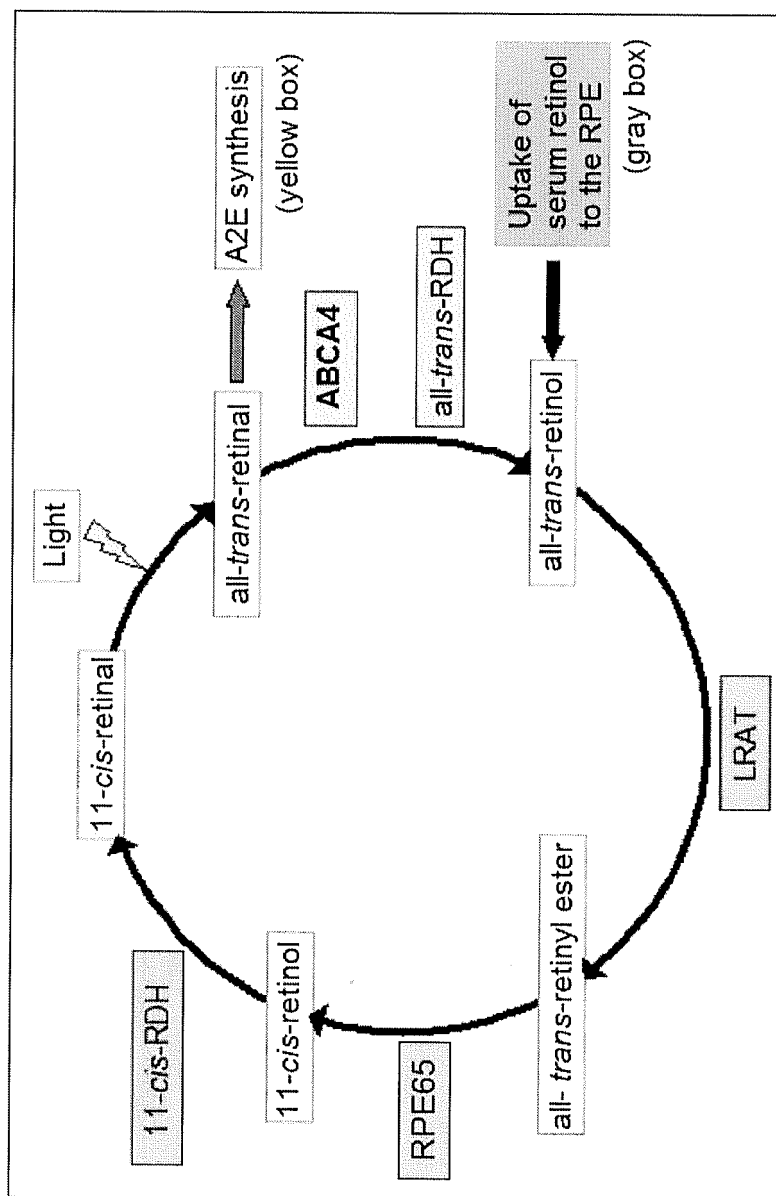 Light
11-cis-retinal
all-trans-retinal
A2E synthesis
(yellow box)
ABCA4
all-trans-RDH
Uptake of
serum retinol
to the RPE
(gray box)
all-trans-retinol
LRAT
all- trans-retinyl ester
RPE65
11-cis-retinol
11-cis-RDH